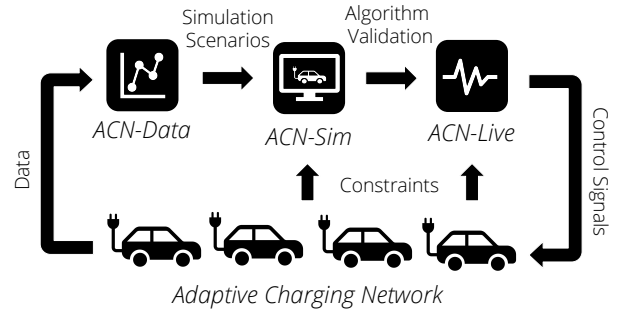 Simulation
Scenarios
Algorithm
Validation
ACN-Data
ACN-Sim
ACN-Live
Data
Constraints
Control Signals
Adaptive Charging Network